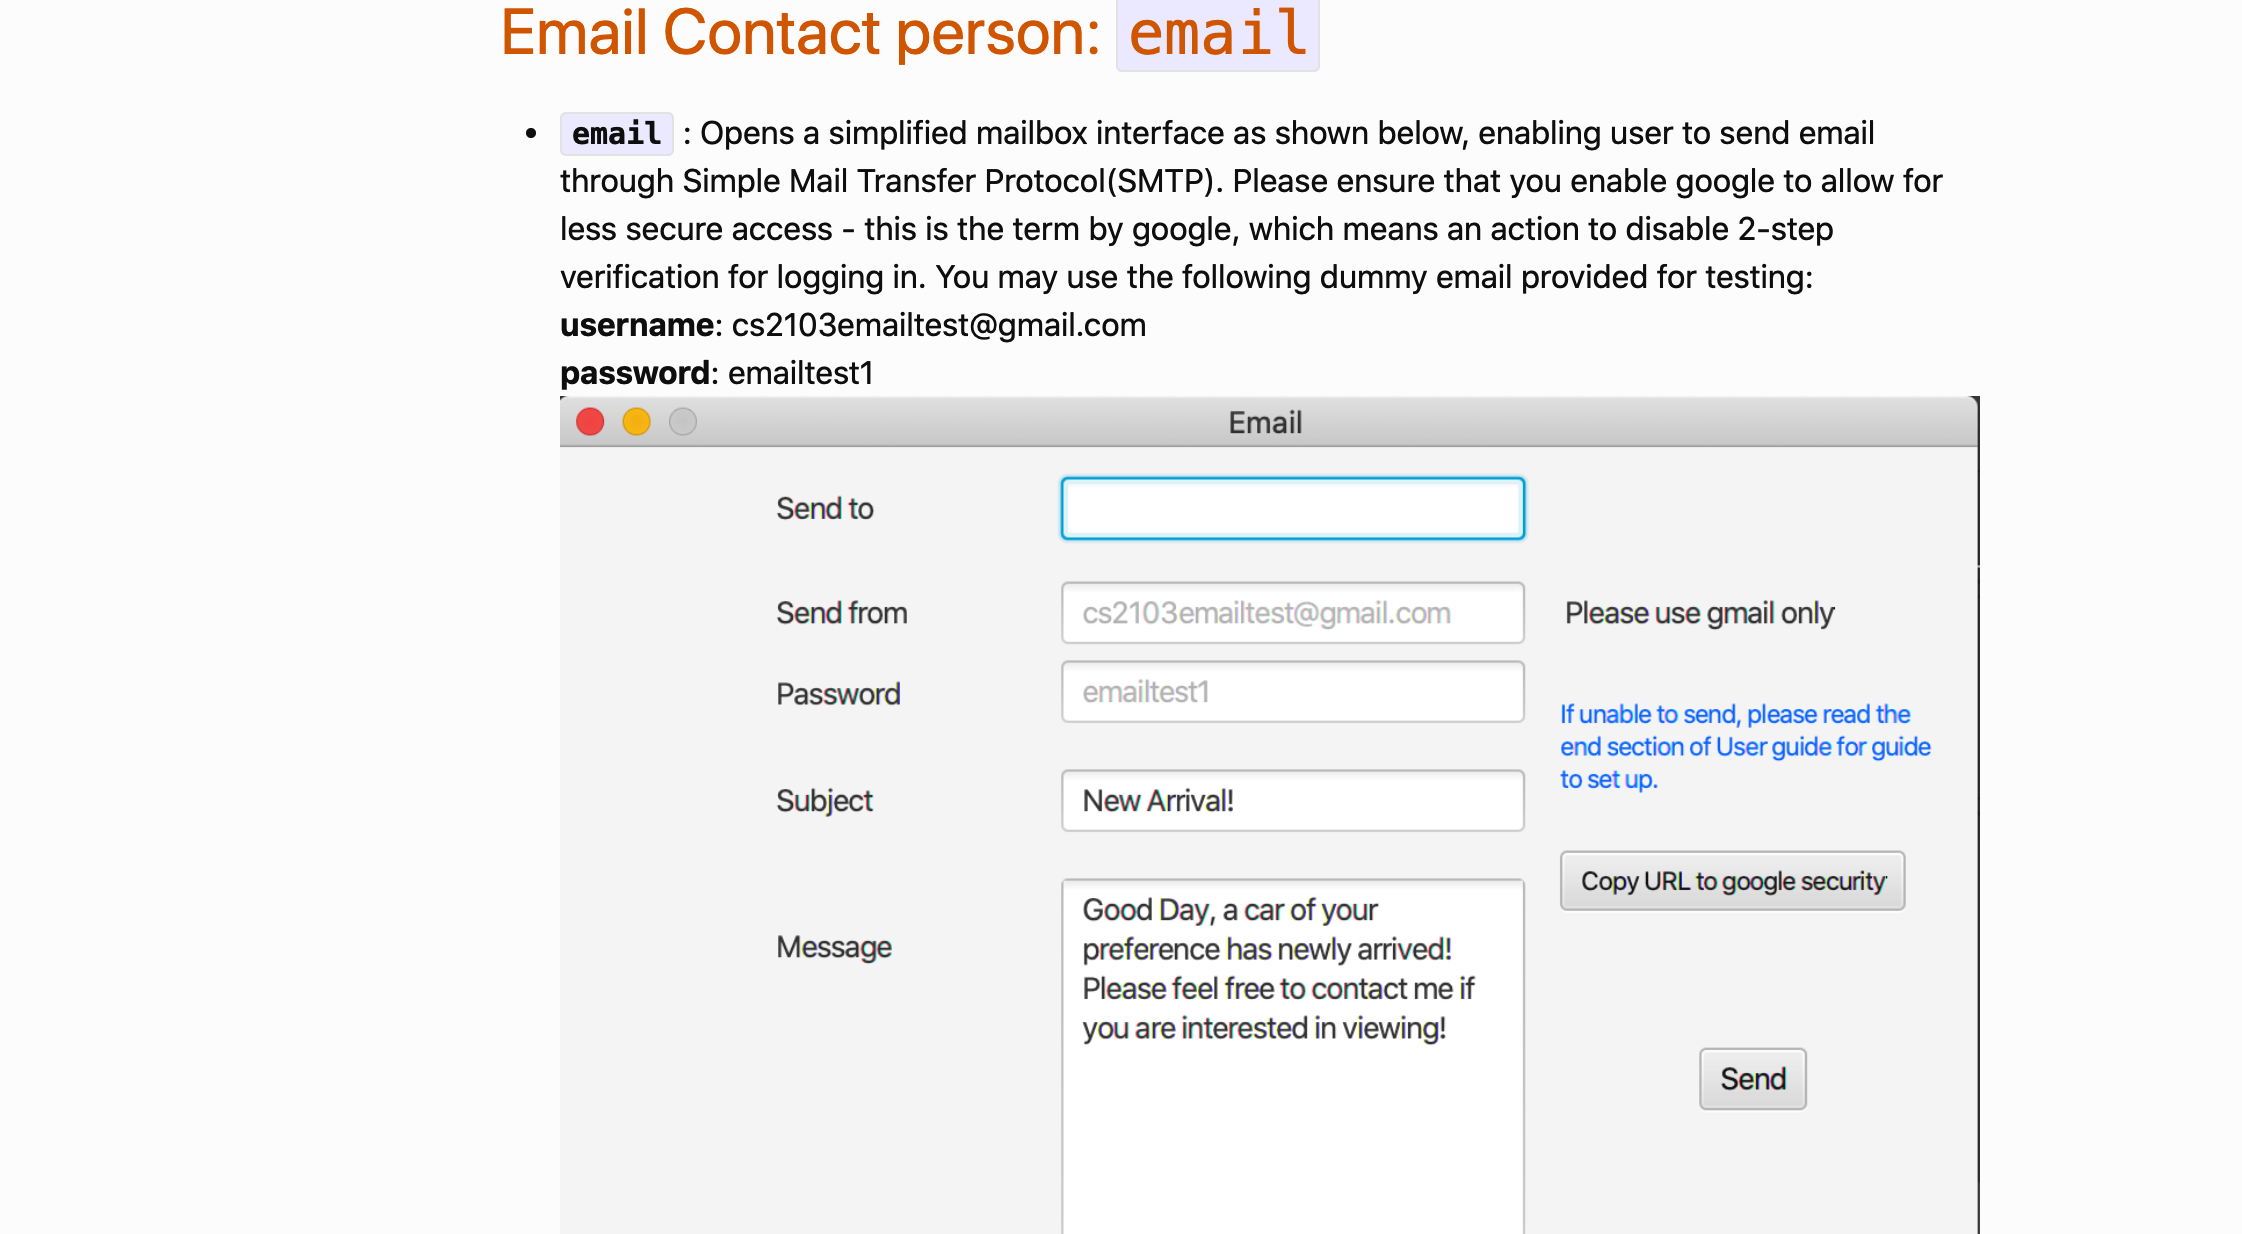 Email Contact person: email
email : Opens a simplified mailbox interface as shown below, enabling user to send email
through Simple Mail Transfer Protocol(SMTP). Please ensure that you enable google to allow for
less secure access - this is the term by google, which means an action to disable 2-step
verification for logging in. You may use the following dummy email provided for testing:
username: cs2103emailtest@gmail.com
password: emailtest1
Email
Send to
Send from
cs2103emailtest@gmail.com
Please use gmail only
Password
emailtest1
If unable to send, please read the
end section of User guide for guide
to set up.
Subject
New Arrival!
Copy URL to google security
Message
Good Day, a car of your
preference has newly arrived!
Please feel free to contact me if
you are interested in viewing!
Send